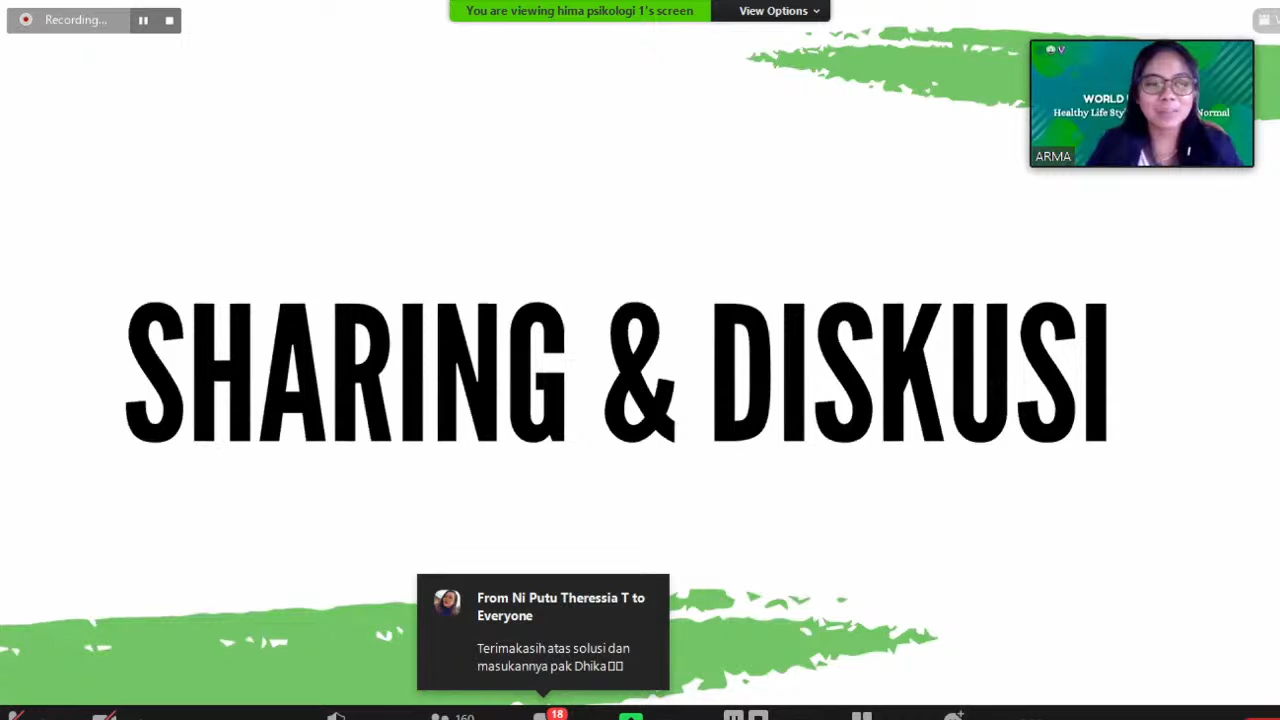 Recording...
You are viewing hima psikologi 1's screen
View Options
WORLD
Healthy Life Sty
Normal
ARMA
SHARING & DISKUSI
From Ni Putu Theressia T to
Everyone
Terimakasih atas solusi dan
masukannya pak Dhika
18
160